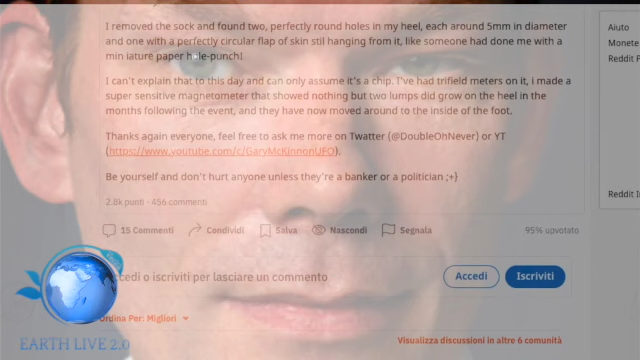 I removed the sock and found two, perfectly round holes in my heel, each around 5mm in diameter
and one with a perfectly circular flap of skin stil hanging from it, like someone had done me with a
min iature paper hole-punch!
I can't explain that to this day and can only assume it's a chip. I've had trifield meters on it, i made a
super sensitive magnetometer that showed nothing but two lumps did grow on the heel in the
months following the event, and they have now moved around to the inside of the foot.
Thanks again everyone, feel free to ask me more on Twatter (@DoubleOhNever) or YT
(https://www.youtube.com/c/GaryMcKinnonUFO).
Be yourself and don't hurt anyone unless they're a banker or a politician ;+}
2.8k punti · 456 commenti
15 Commenti Condividi Salva Nascondi Segnala 95% upvotato
ccedi o iscriviti per lasciare un commento Accedi Iscriviti
Ordina Per: Migliori
Visualizza discussioni in altre 6 comunità
EARTH LIVE 2.0
Aiuto
Monete
Reddit P
Reddit I